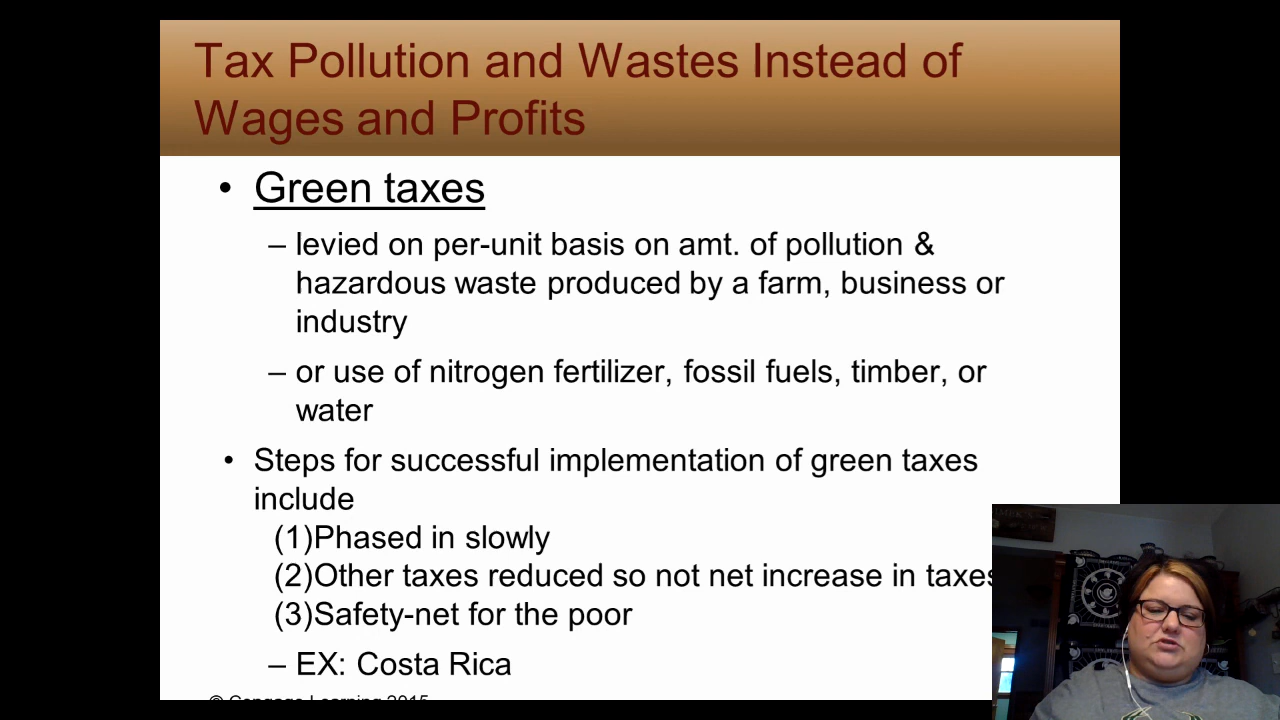 Tax Pollution and Wastes Instead of
Wages and Profits
• Green taxes
– levied on per-unit basis on amt. of pollution &
hazardous waste produced by a farm, business or
industry
– or use of nitrogen fertilizer, fossil fuels, timber, or
water
• Steps for successful implementation of green taxes
include
(1)Phased in slowly
(2)Other taxes reduced so not net increase in taxes
(3)Safety-net for the poor
– EX: Costa Rica
© Cengage Learning 2015